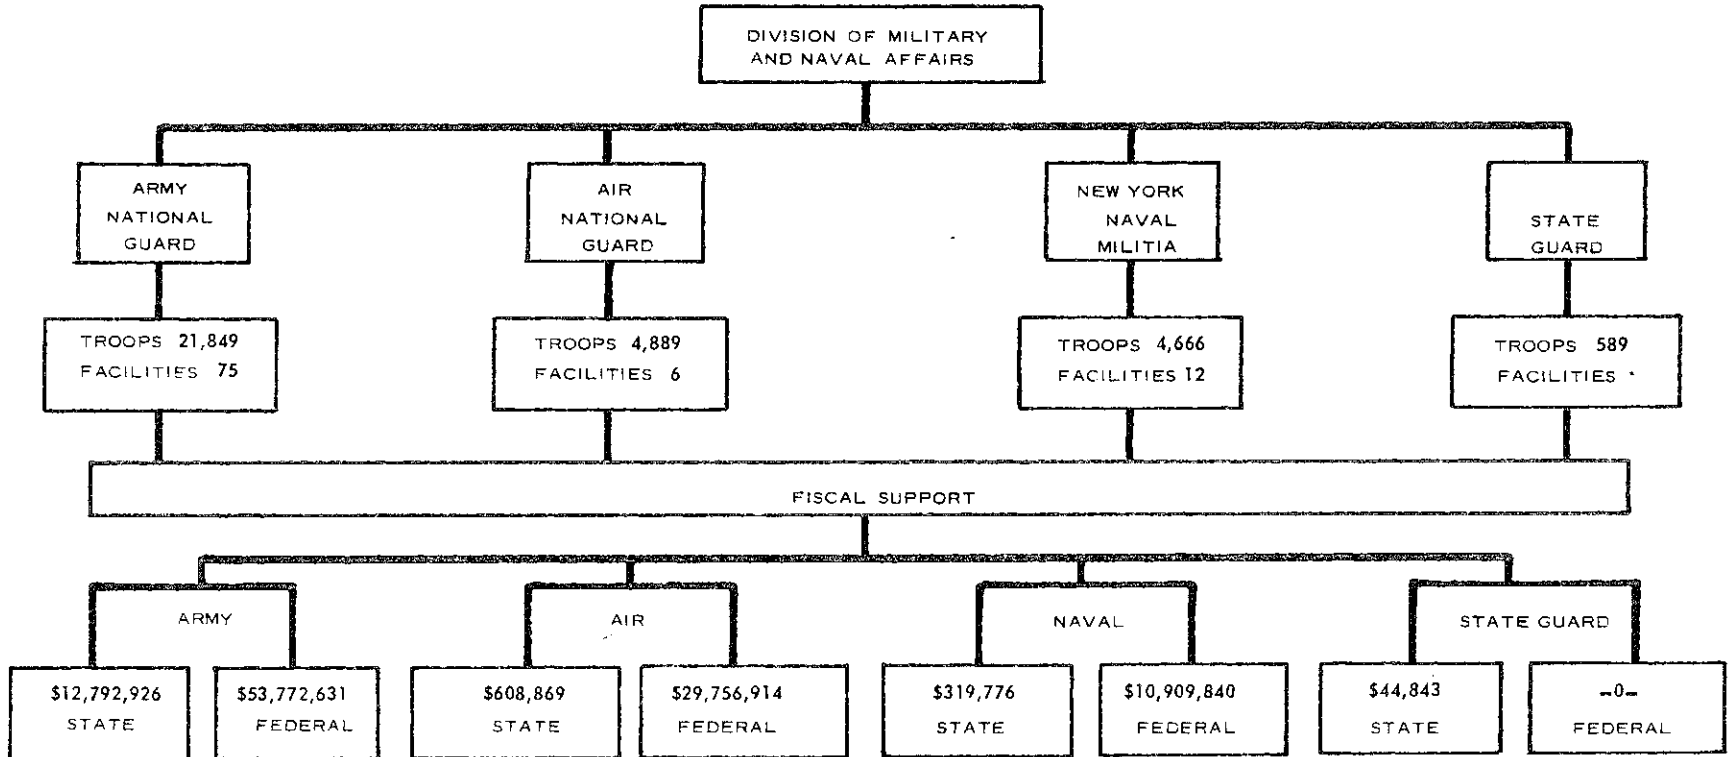 DIVISION OF MILITARY
AND NAVAL AFFAIRS
ARMY
NATIONAL
GUARD
AIR
NATIONAL
GUARD
NEW YORK
NAVAL
MILITIA
STATE
GUARD
TROOPS 21,849
FACILITIES 75
TROOPS 4,889
FACILITIES 6
TROOPS 4,666
FACILITIES 12
TROOPS 589
FACILITIES
FISCAL SUPPORT
ARMY
AIR
NAVAL
STATE GUARD
$12,792,926
STATE
$53,772,631
FEDERAL
$608,869
STATE
$29,756,914
FEDERAL
$319,776
STATE
$10,909,840
FEDERAL
$44,843
STATE
-0-
FEDERAL